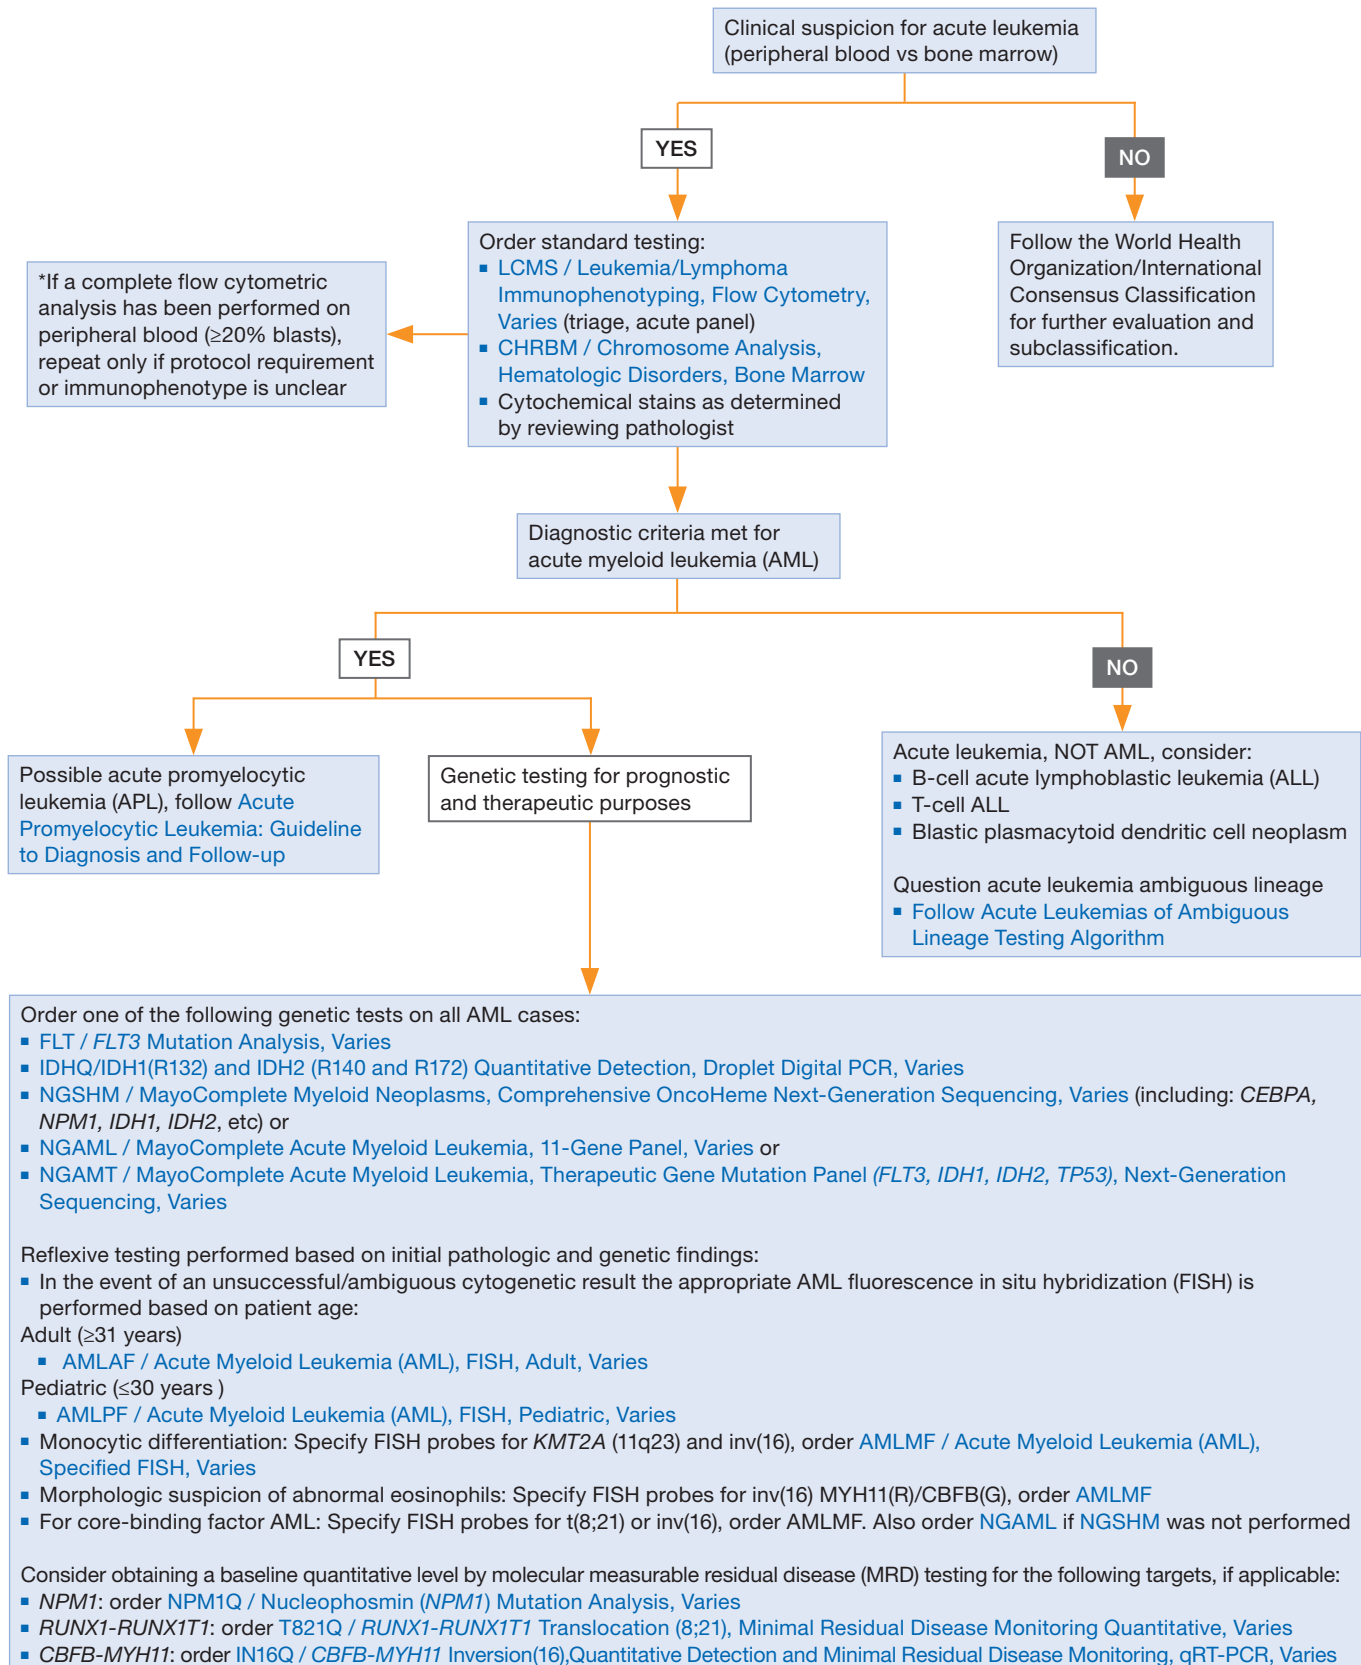 Clinical suspicion for acute leukemia
(peripheral blood vs bone marrow)
YES
NO
Order standard testing:
▪ LCMS / Leukemia/Lymphoma
Immunophenotyping, Flow Cytometry,
Varies (triage, acute panel)
▪ CHRBM / Chromosome Analysis,
Hematologic Disorders, Bone Marrow
▪ Cytochemical stains as determined
by reviewing pathologist
*If a complete flow cytometric
analysis has been performed on
peripheral blood (≥20% blasts),
repeat only if protocol requirement
or immunophenotype is unclear
Follow the World Health
Organization/International
Consensus Classification
for further evaluation and
subclassification.
Diagnostic criteria met for
acute myeloid leukemia (AML)
YES
NO
Possible acute promyelocytic
leukemia (APL), follow Acute
Promyelocytic Leukemia: Guideline
to Diagnosis and Follow-up
Genetic testing for prognostic
and therapeutic purposes
Acute leukemia, NOT AML, consider:
▪ B-cell acute lymphoblastic leukemia (ALL)
▪ T-cell ALL
▪ Blastic plasmacytoid dendritic cell neoplasm
Question acute leukemia ambiguous lineage
▪ Follow Acute Leukemias of Ambiguous
Lineage Testing Algorithm
Order one of the following genetic tests on all AML cases:
▪ FLT / FLT3 Mutation Analysis, Varies
▪ IDHQ/IDH1(R132) and IDH2 (R140 and R172) Quantitative Detection, Droplet Digital PCR, Varies
▪ NGSHM / MayoComplete Myeloid Neoplasms, Comprehensive OncoHeme Next-Generation Sequencing, Varies (including: CEBPA,
NPM1, IDH1, IDH2, etc) or
▪ NGAML / MayoComplete Acute Myeloid Leukemia, 11-Gene Panel, Varies or
▪ NGAMT / MayoComplete Acute Myeloid Leukemia, Therapeutic Gene Mutation Panel (FLT3, IDH1, IDH2, TP53), Next-Generation
Sequencing, Varies
Reflexive testing performed based on initial pathologic and genetic findings:
▪ In the event of an unsuccessful/ambiguous cytogenetic result the appropriate AML fluorescence in situ hybridization (FISH) is
performed based on patient age:
Adult (≥31 years)
▪ AMLAF / Acute Myeloid Leukemia (AML), FISH, Adult, Varies
Pediatric (≤30 years )
▪ AMLPF / Acute Myeloid Leukemia (AML), FISH, Pediatric, Varies
▪ Monocytic differentiation: Specify FISH probes for KMT2A (11q23) and inv(16), order AMLMF / Acute Myeloid Leukemia (AML),
Specified FISH, Varies
▪ Morphologic suspicion of abnormal eosinophils: Specify FISH probes for inv(16) MYH11(R)/CBFB(G), order AMLMF
▪ For core-binding factor AML: Specify FISH probes for t(8;21) or inv(16), order AMLMF. Also order NGAML if NGSHM was not performed
Consider obtaining a baseline quantitative level by molecular measurable residual disease (MRD) testing for the following targets, if applicable:
▪ NPM1: order NPM1Q / Nucleophosmin (NPM1) Mutation Analysis, Varies
▪ RUNX1-RUNX1T1: order T821Q / RUNX1-RUNX1T1 Translocation (8;21), Minimal Residual Disease Monitoring Quantitative, Varies
▪ CBFB-MYH11: order IN16Q / CBFB-MYH11 Inversion(16),Quantitative Detection and Minimal Residual Disease Monitoring, qRT-PCR, Varies